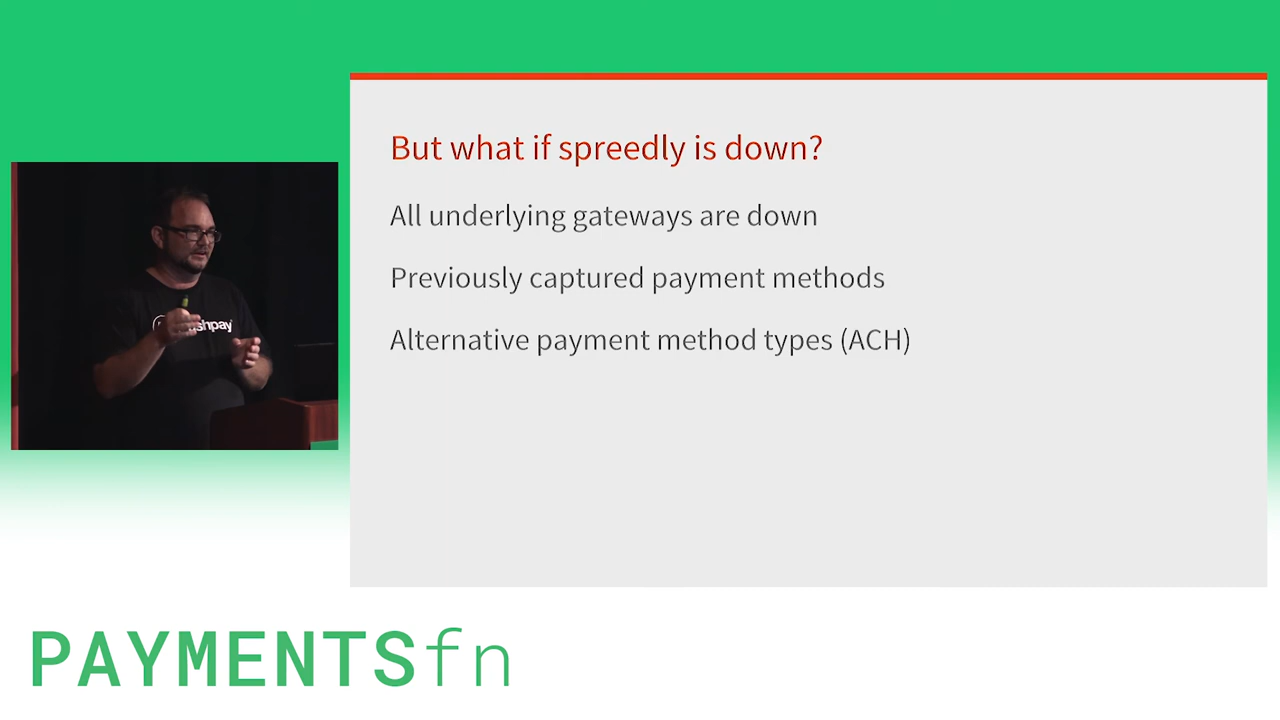 But what if spreedly is down?
All underlying gateways are down
Previously captured payment methods
Alternative payment method types (ACH)
PAYMENTSfn